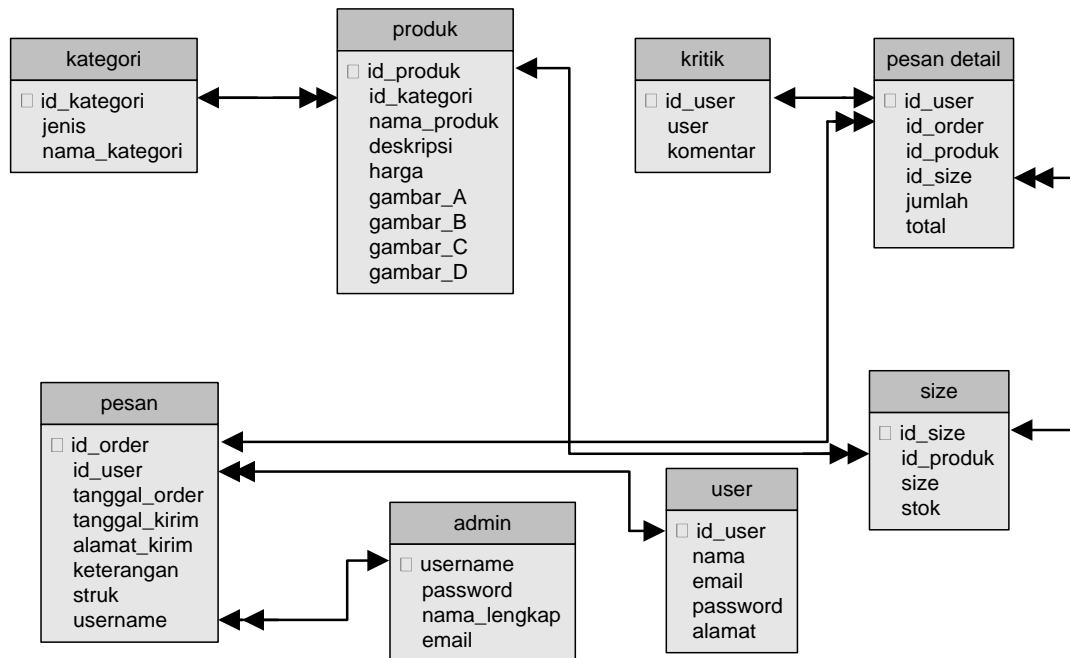 kategori
id_kategori
jenis
nama_kategori
produk
id_produk
id_kategori
nama_produk
deskripsi
harga
gambar_A
gambar_B
gambar_C
gambar_D
kritik
id_user
user
komentar
pesan detail
id_user
id_order
id_produk
id_size
jumlah
total
pesan
id_order
id_user
tanggal_order
tanggal_kirim
alamat_kirim
keterangan
struk
username
admin
username
password
nama_lengkap
email
user
id_user
nama
email
password
alamat
size
id_size
id_produk
size
stok